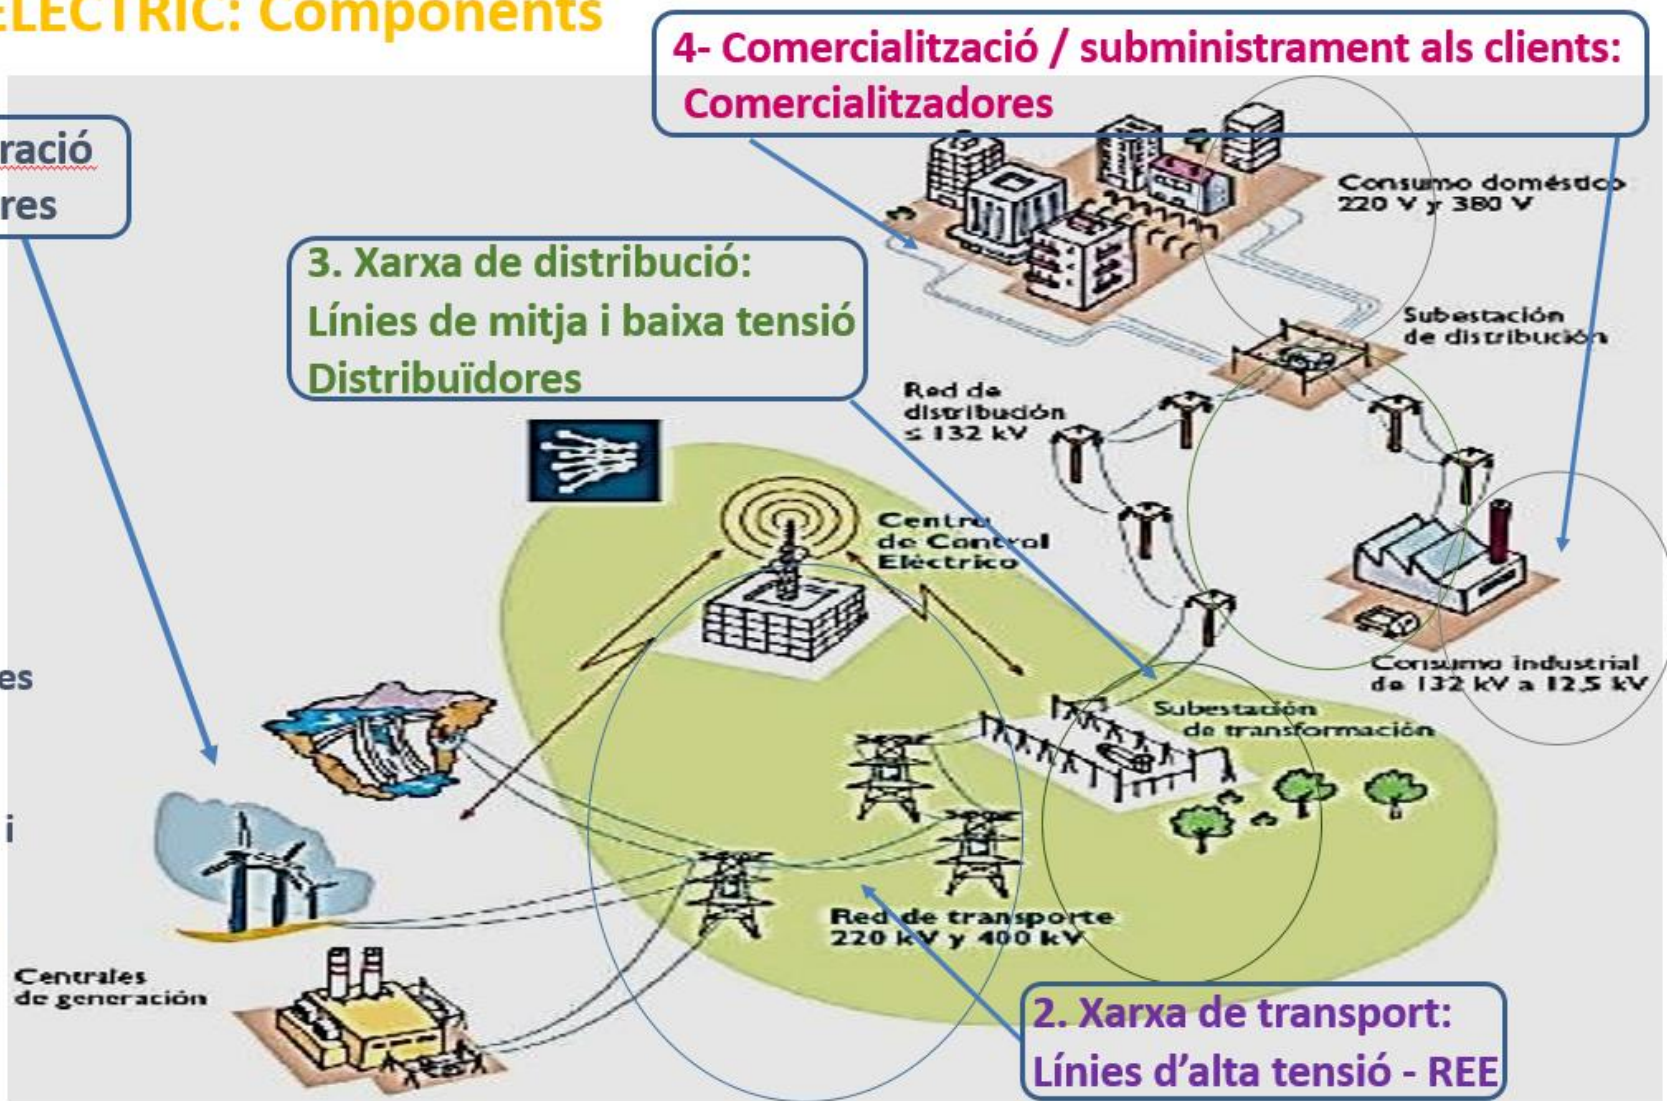 ELÈCTRIC: Components
4- Comercialització / subministrament als clients:
Comercialitzadores
ració
res
3. Xarxa de distribució:
Línies de mitja i baixa tensió
Distribuïdores
Consumo doméstico
220 V y 380 V
Subestación
de distribución
Red de
distribución
≤ 132 kV
Centro
de Control
Eléctrico
Consumo industrial
de 132 kV a 12,5 kV
es
Subestación
de transformación
i
Red de transporte
220 kV y 400 kV
Centrales
de generación
2. Xarxa de transport:
Línies d’alta tensió - REE